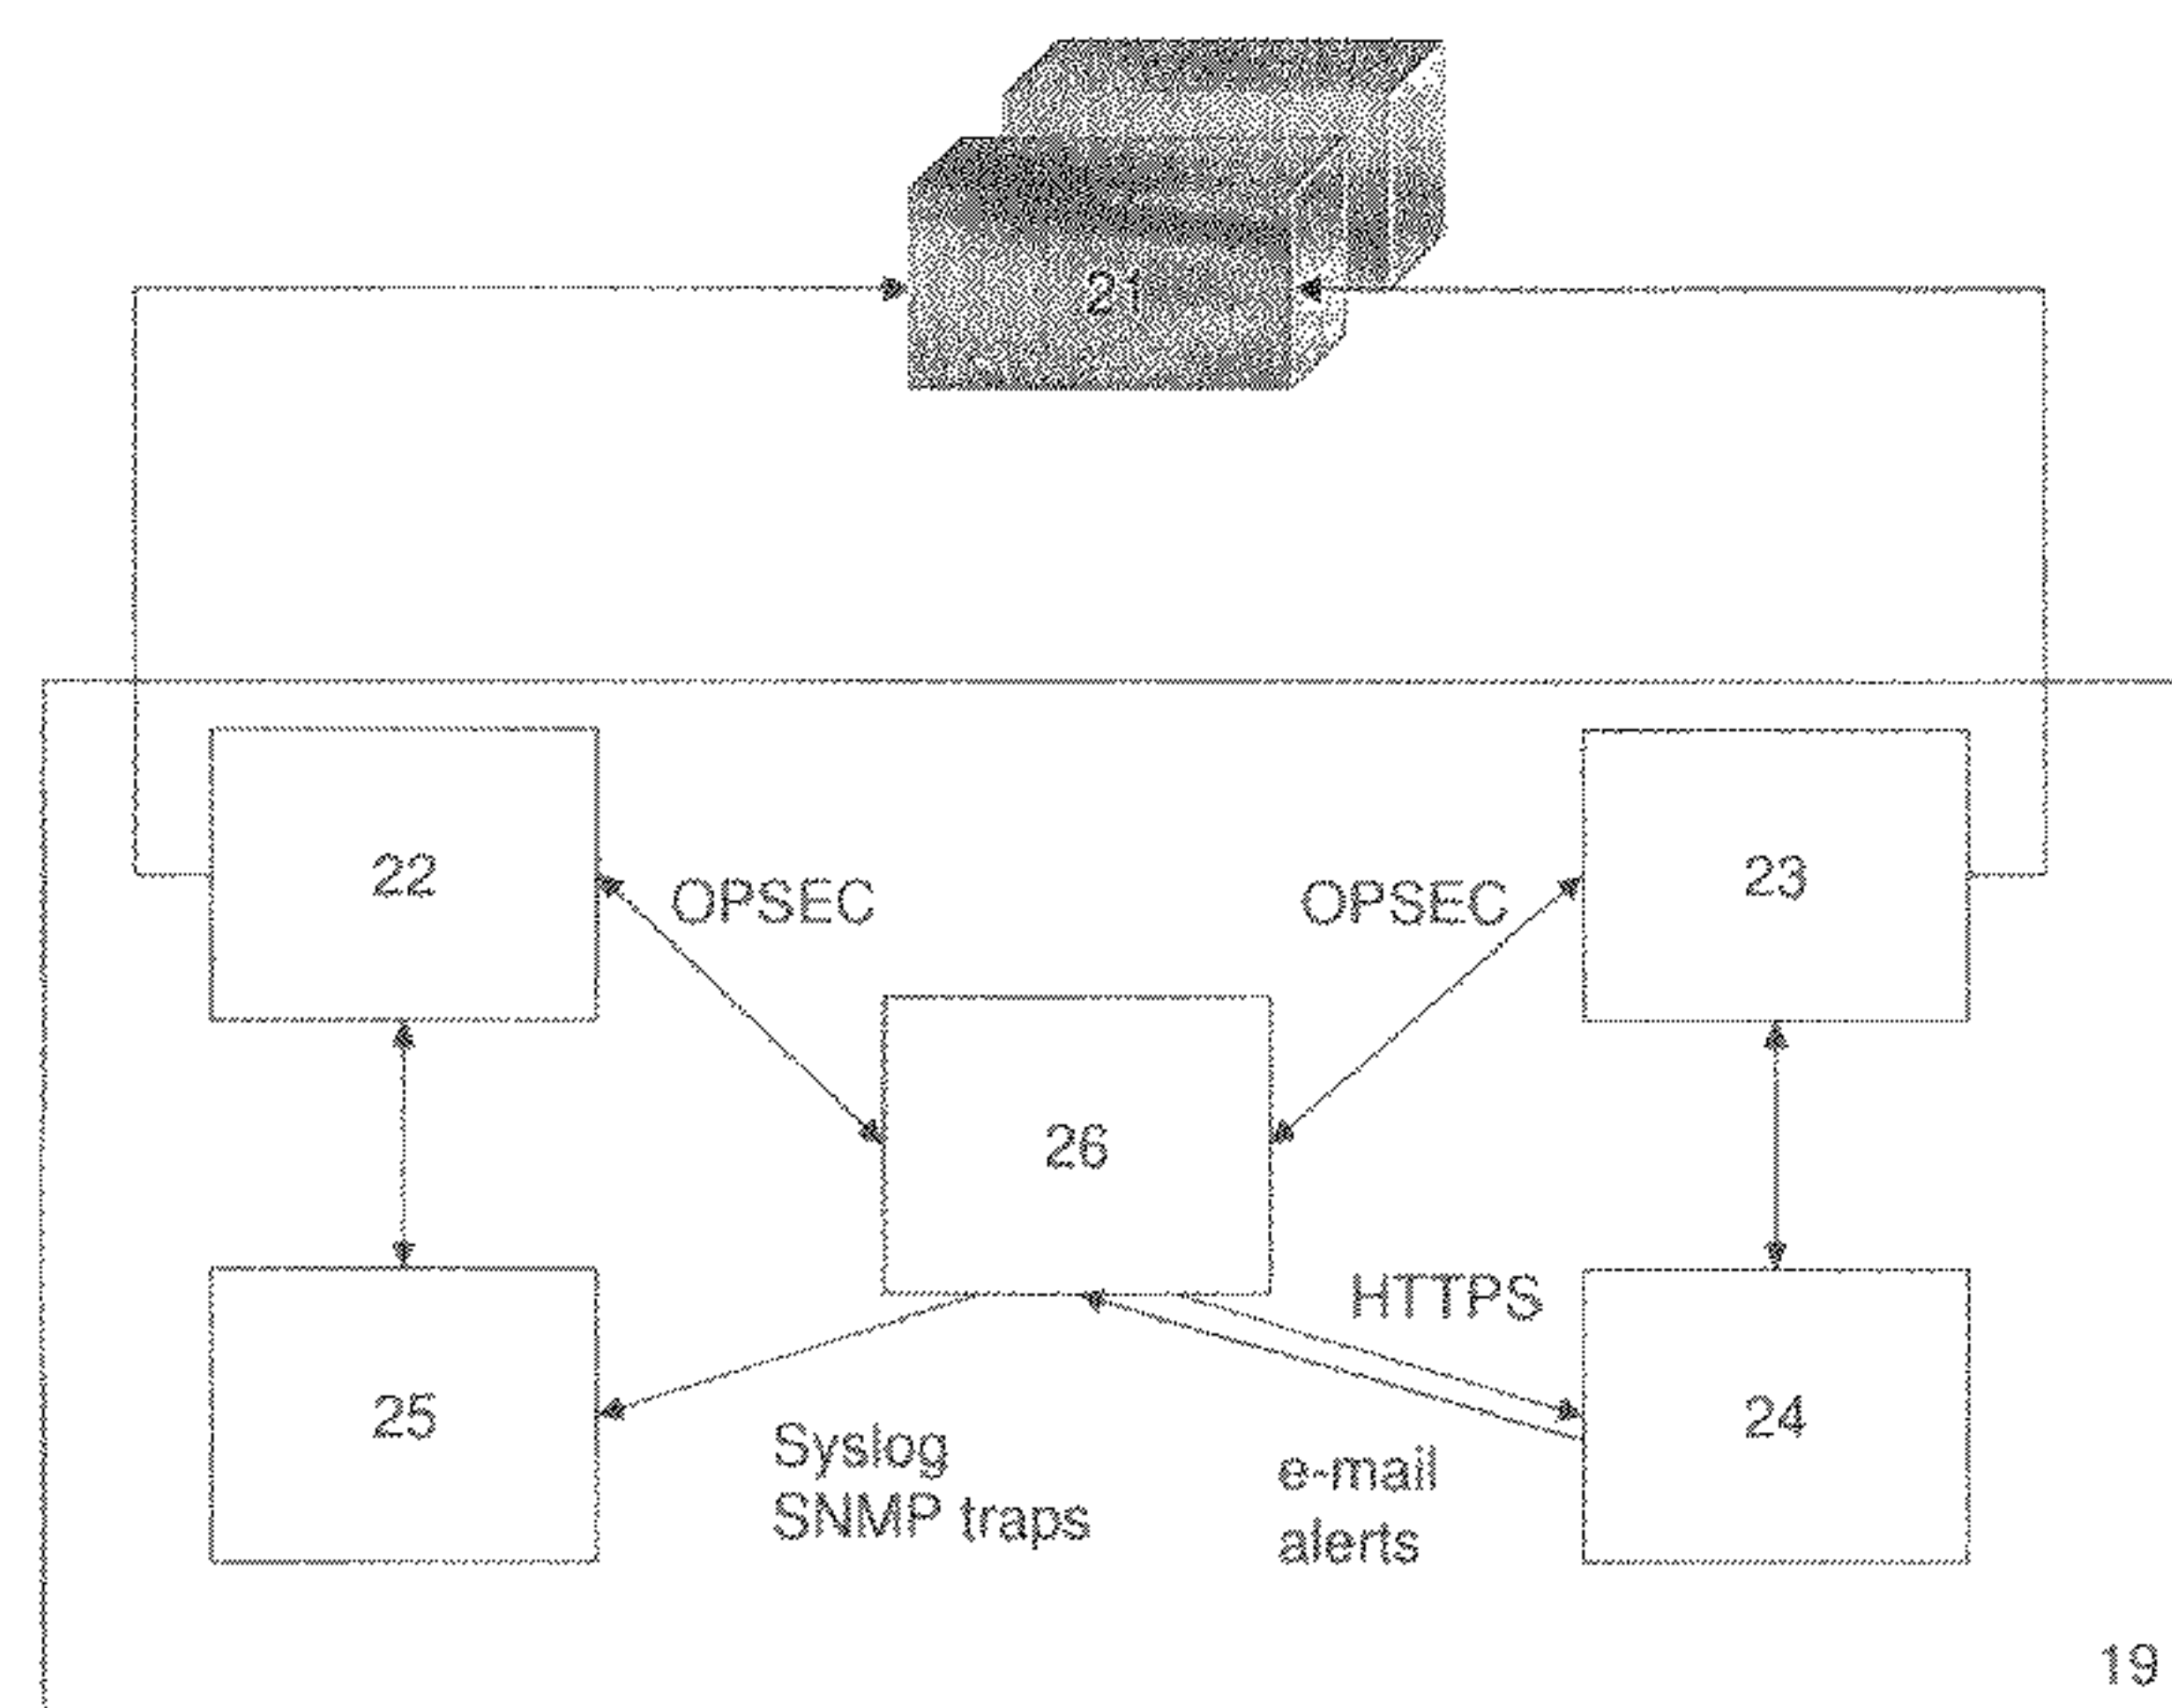 21
22
OPSEC
OPSEC
23
26
HTTPS
25
Syslog
SNMP traps
e-mail
alerts
24
19